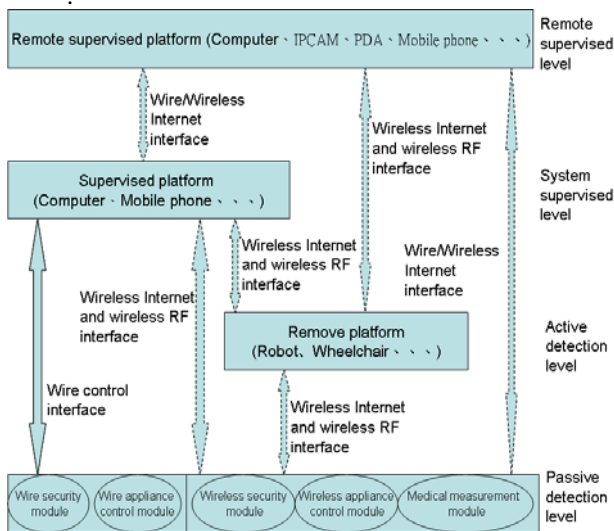 Remote supervised platform (Computer、IPCAM、PDA、Mobile phone、、、)
Remote
supervised
level
Wire/Wireless
Internet
interface
Wireless Internet
and wireless RF
interface
Supervised platform
(Computer、Mobile phone、、、)
System
supervised
level
Wireless Internet
and wireless RF
interface
Wire/Wireless
Internet
interface
Wireless Internet
and wireless RF
interface
Remove platform
(Robot、Wheelchair、、、)
Active
detection
level
Wire control
interface
Wireless Internet
and wireless RF
interface
Wire security
module
Wire appliance
control module
Wireless security
module
Wireless appliance
control module
Medical measurement
module
Passive
detection
level